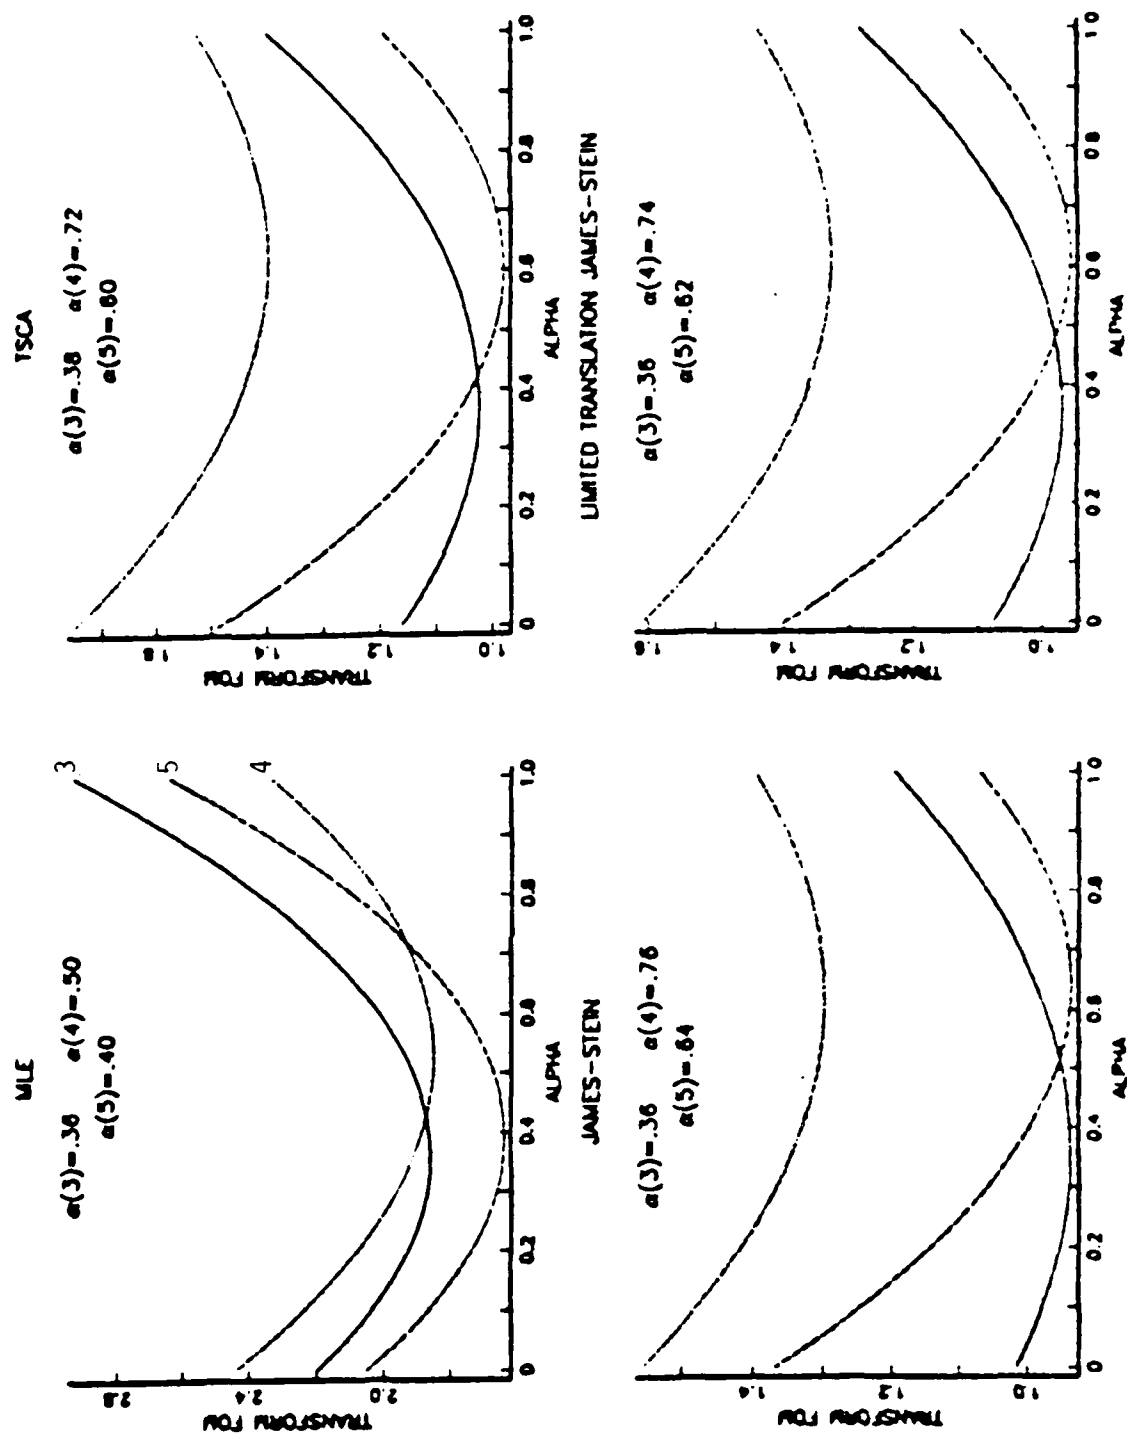 MLE
α(3)=.36 α(4)=.50
α(5)=.40
3
5
4
2.8
2.4
2.0
TRANSFORM FOM
0 0.2 0.4 0.6 0.8 1.0
ALPHA
TSCA
α(3)=.38 α(4)=.72
α(5)=.60
1.6
1.4
1.2
1.0
TRANSFORM FOM
0 0.2 0.4 0.6 0.8 1.0
ALPHA
JAMES-STEIN
α(3)=.36 α(4)=.76
α(5)=.64
1.4
1.2
1.0
TRANSFORM FOM
0 0.2 0.4 0.6 0.8 1.0
ALPHA
LIMITED TRANSLATION JAMES-STEIN
α(3)=.36 α(4)=.74
α(5)=.62
1.6
1.4
1.2
1.0
TRANSFORM FOM
0 0.2 0.4 0.6 0.8 1.0
ALPHA